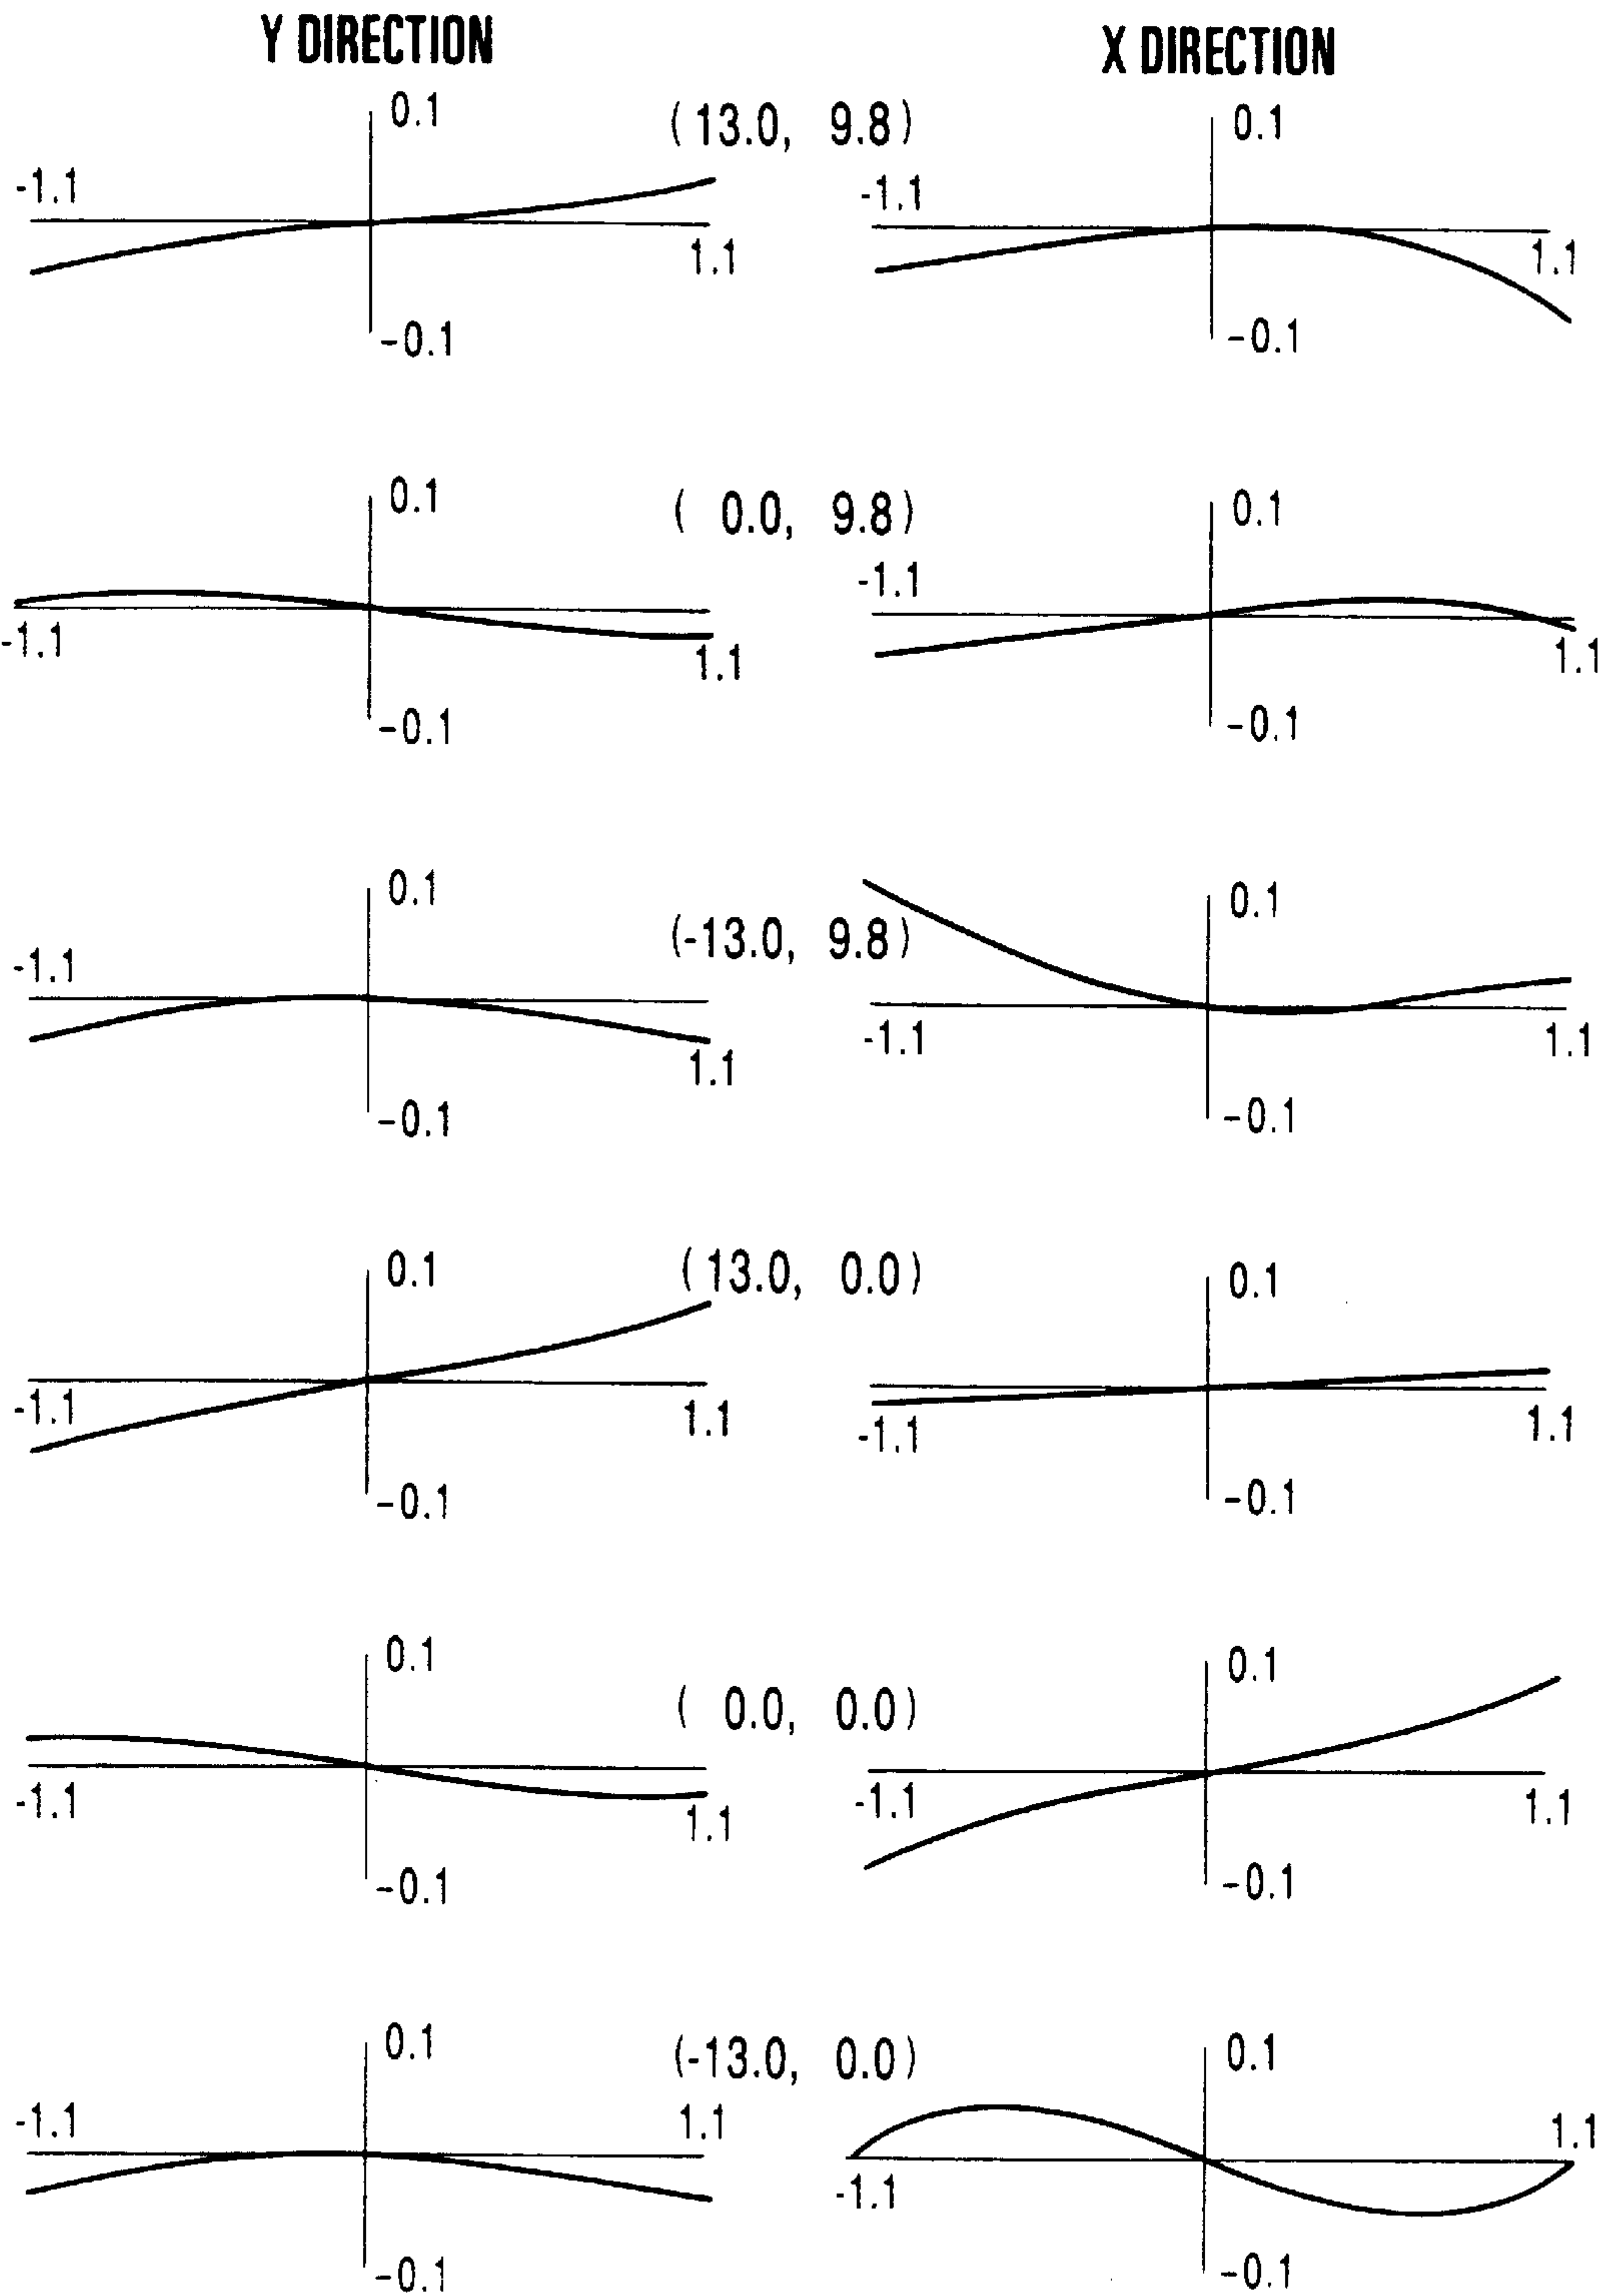 Y DIRECTION X DIRECTION
0.1 (13.0, 9.8) 0.1
-1.1 -1.1
1.1 1.1
-0.1 -0.1
0.1 ( 0.0, 9.8) 0.1
-1.1
-1.1 1.1 1.1
-0.1 -0.1
0.1 0.1
-1.1 (-13.0, 9.8)
-1.1 1.1
1.1
-0.1 -0.1
0.1 (13.0, 0.0) 0.1
-1.1 1.1 -1.1 1.1
-0.1 -0.1
0.1 ( 0.0, 0.0) 0.1
-1.1 1.1 -1.1 1.1
-0.1 -0.1
0.1 (-13.0, 0.0) 0.1
-1.1 1.1 1.1
-1.1
-0.1 -0.1